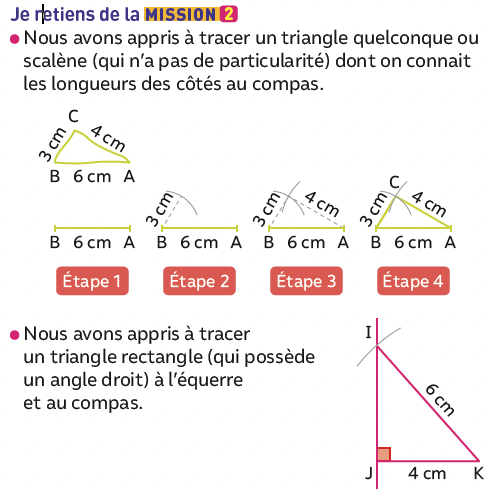 Je retiens de la MISSION 2
● Nous avons appris à tracer un triangle quelconque ou
scalène (qui n'a pas de particularité) dont on connait
les longueurs des côtés au compas.
C
3 cm 4 cm
B 6 cm A
3 cm
3 cm 4 cm
C
3 cm 4 cm
B 6 cm A
B 6 cm A
B 6 cm A
B 6 cm A
Étape 1
Étape 2
Étape 3
Étape 4
● Nous avons appris à tracer
un triangle rectangle (qui possède
un angle droit) à l'équerre
et au compas.
I
6 cm
J 4 cm K